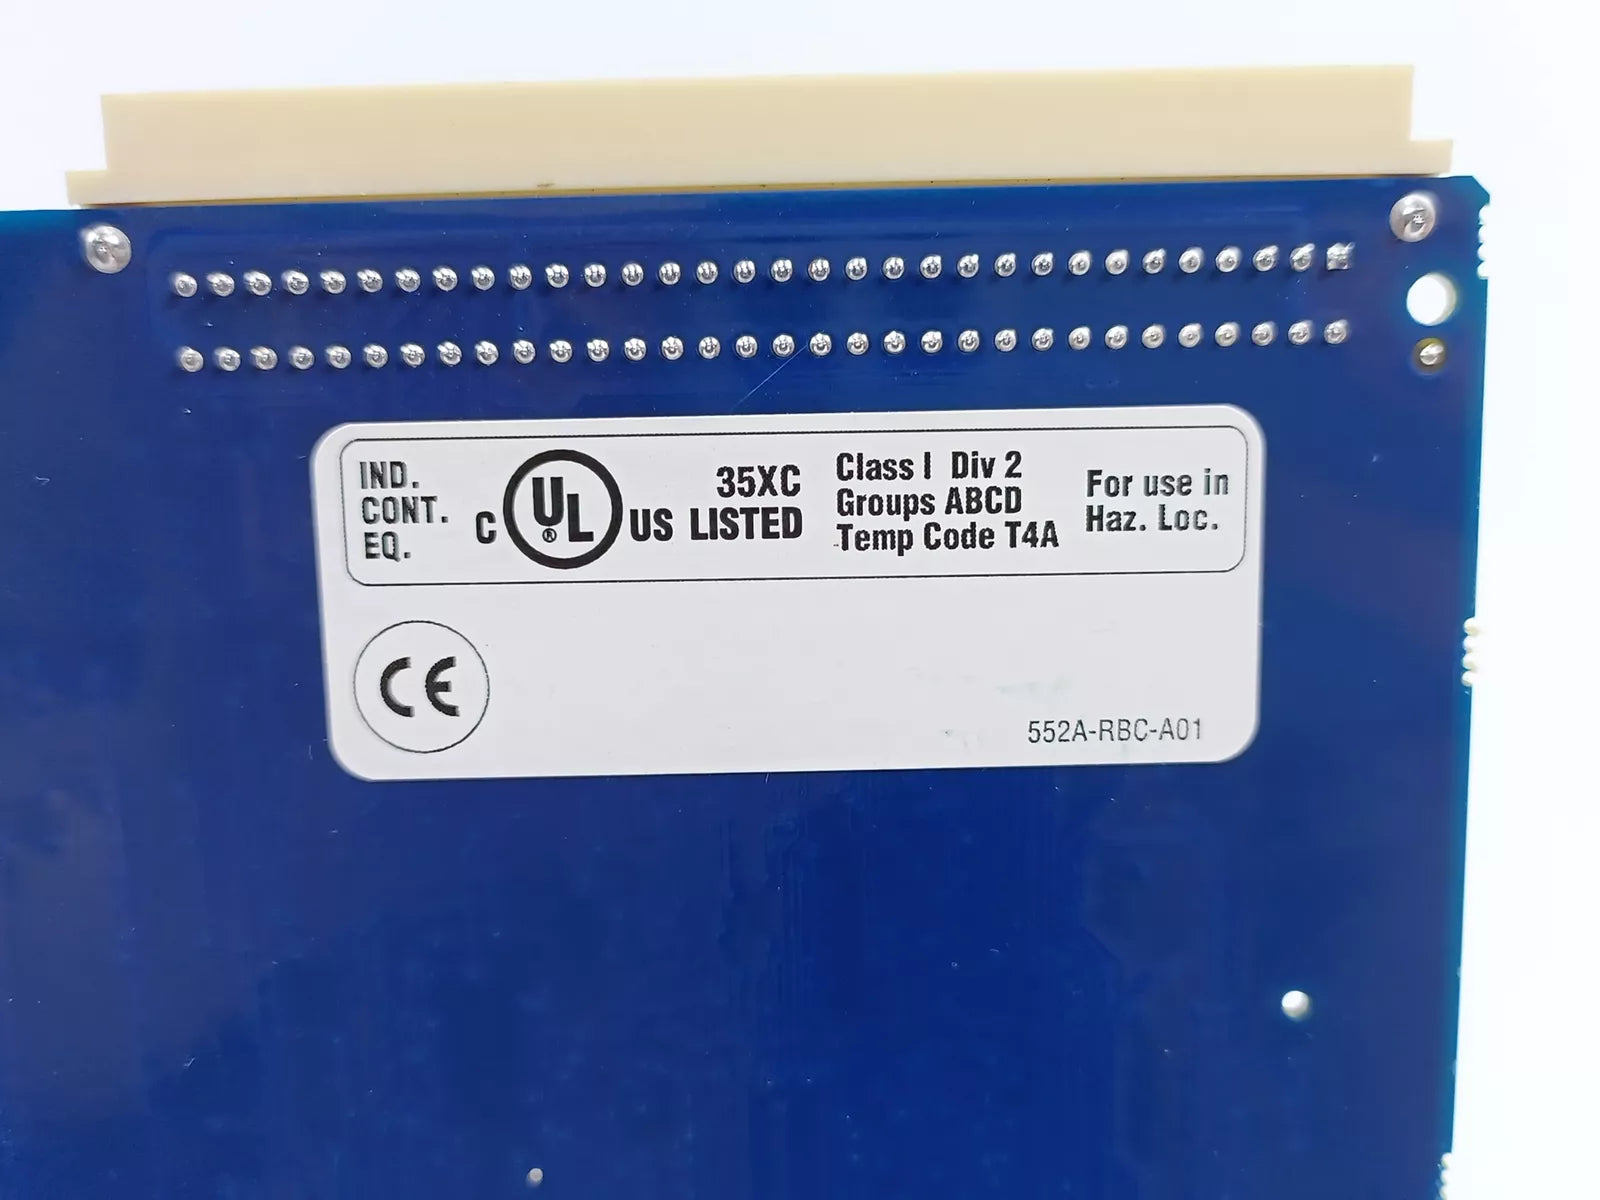 IND.
CONT.
EQ.
C UL® US
35XC
LISTED
Class I Div 2
Groups ABCD
Temp Code T4A
For use in
Haz. Loc.
CE
552A-RBC-A01